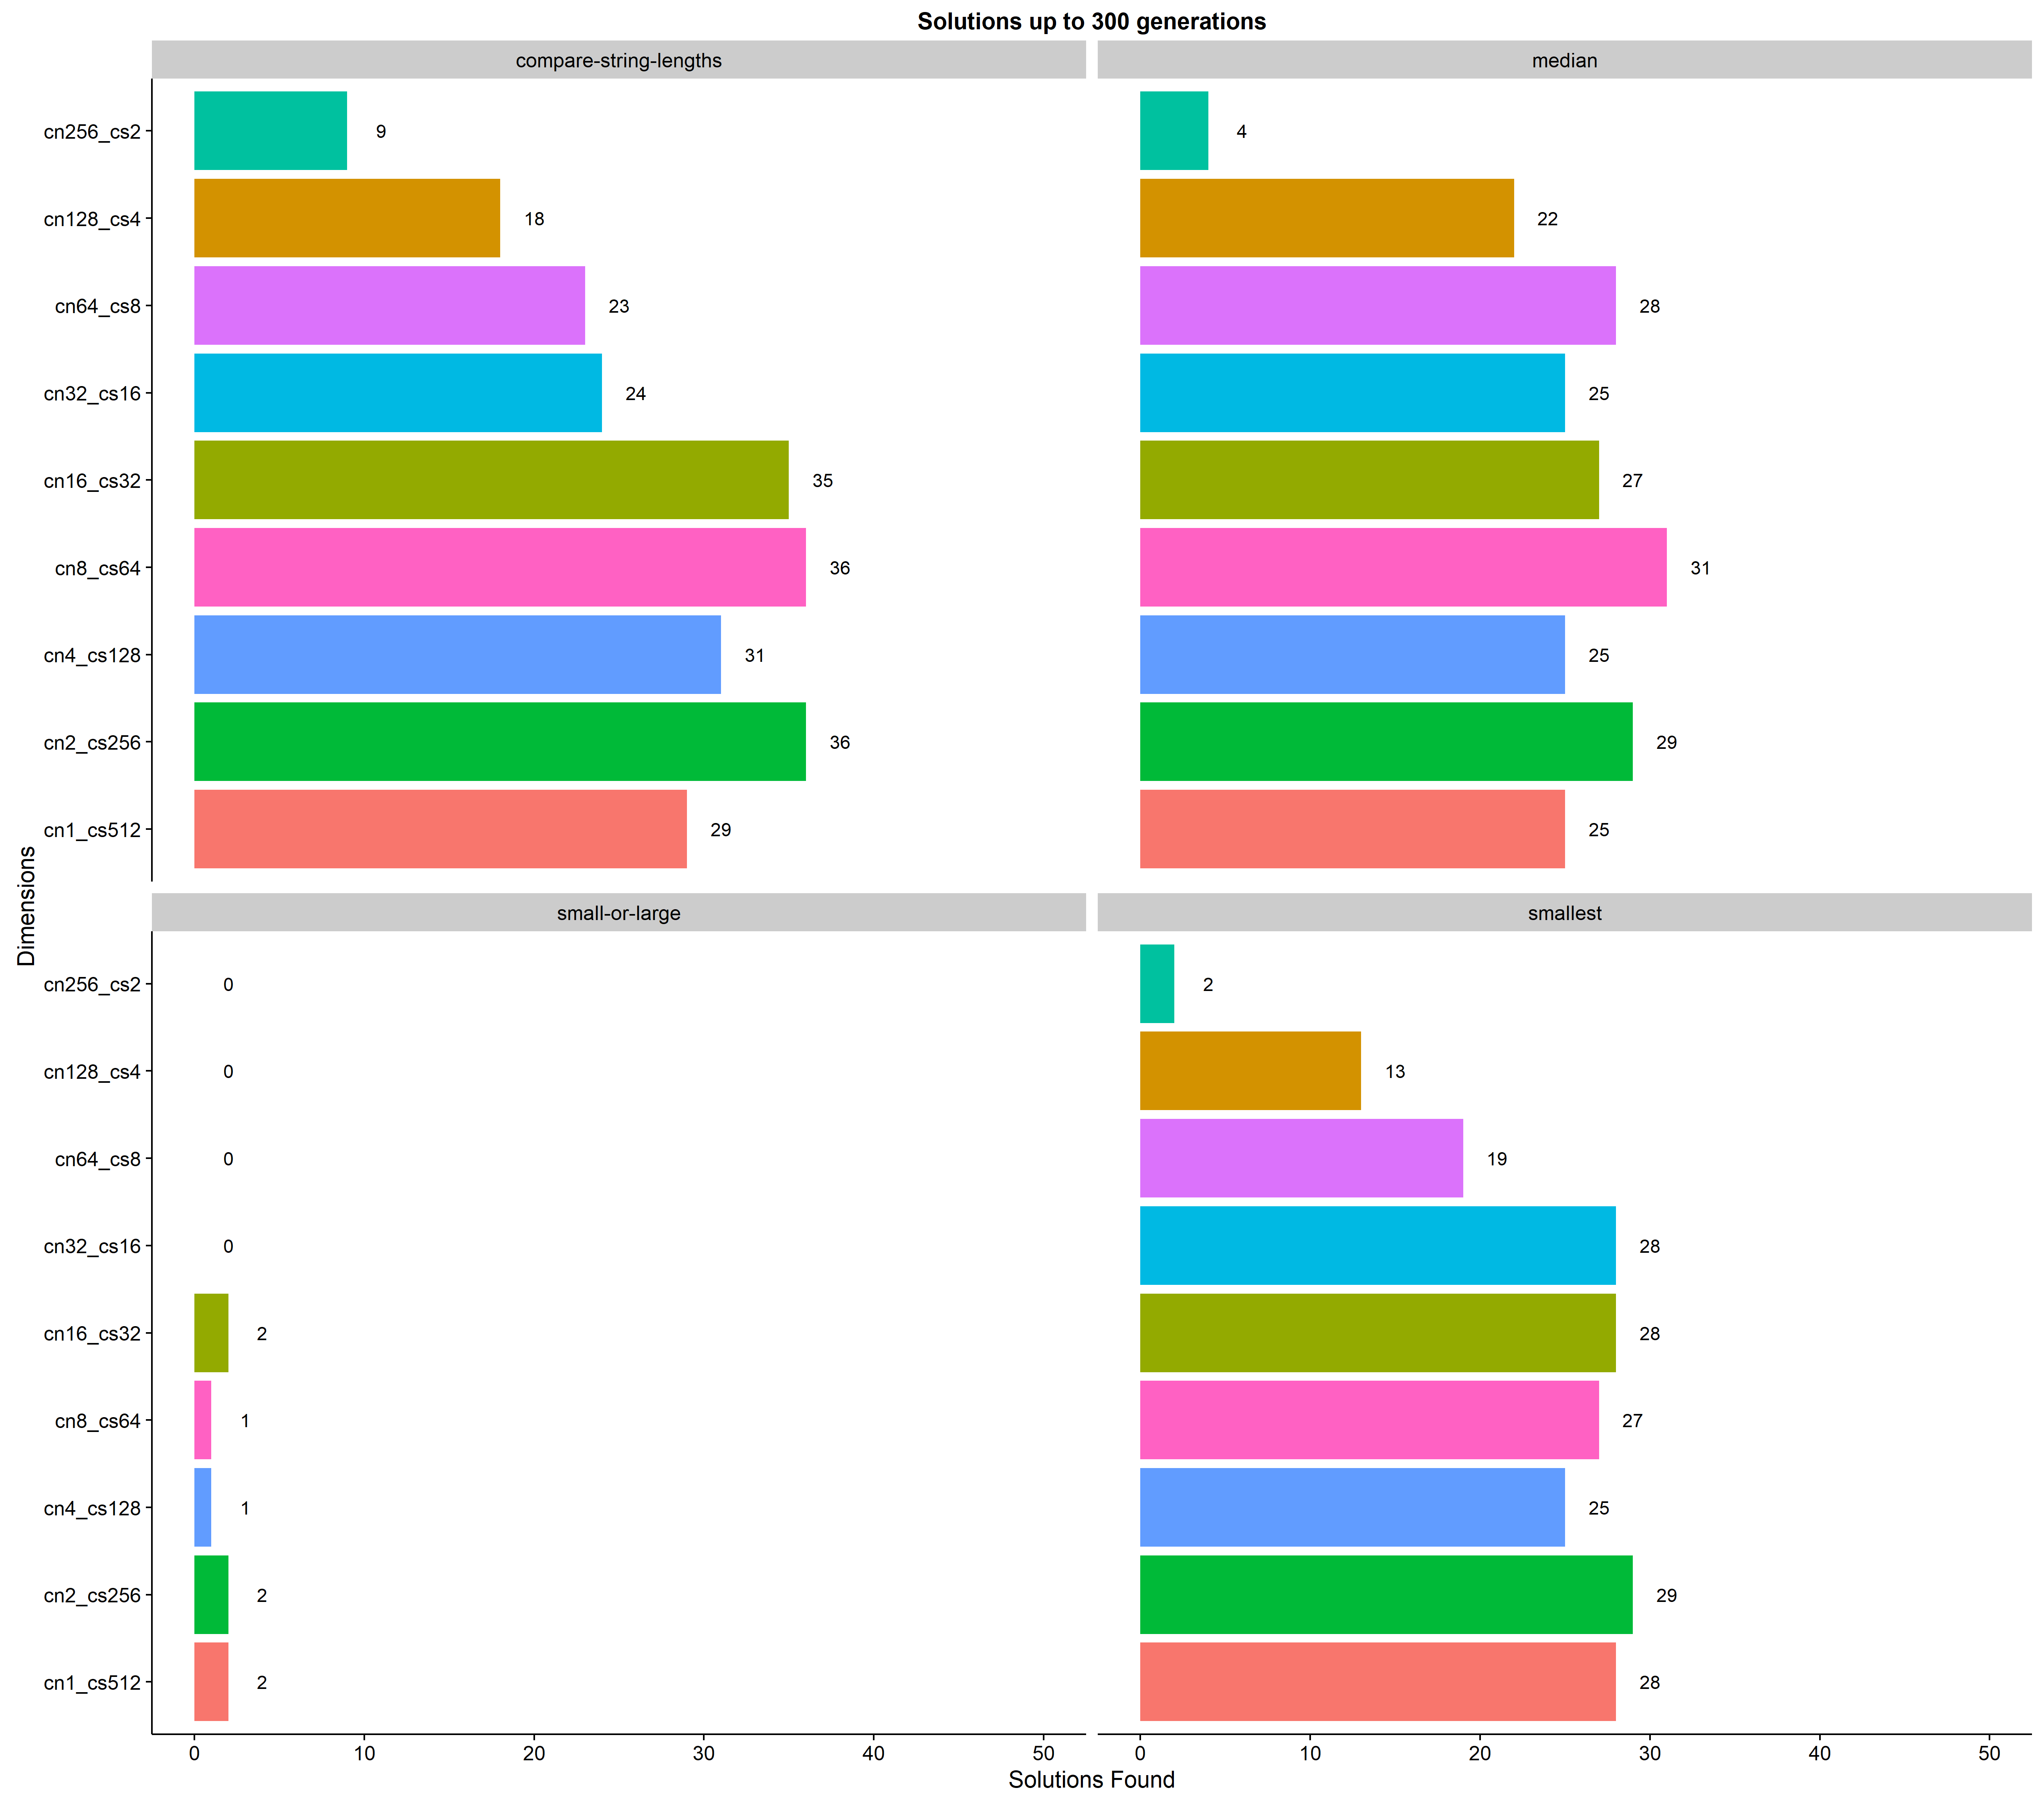 Solutions up to 300 generations
compare-string-lengths
median
cn256_cs2
9
4
cn128_cs4
18
22
cn64_cs8
23
28
cn32_cs16
24
25
cn16_cs32
35
27
cn8_cs64
36
31
cn4_cs128
31
25
cn2_cs256
36
29
cn1_cs512
29
25
Dimensions
small-or-large
smallest
cn256_cs2
0
2
cn128_cs4
0
13
cn64_cs8
0
19
cn32_cs16
0
28
cn16_cs32
2
28
cn8_cs64
1
27
cn4_cs128
1
25
cn2_cs256
2
29
cn1_cs512
2
28
0 10 20 30 40 50
0 10 20 30 40 50
Solutions Found